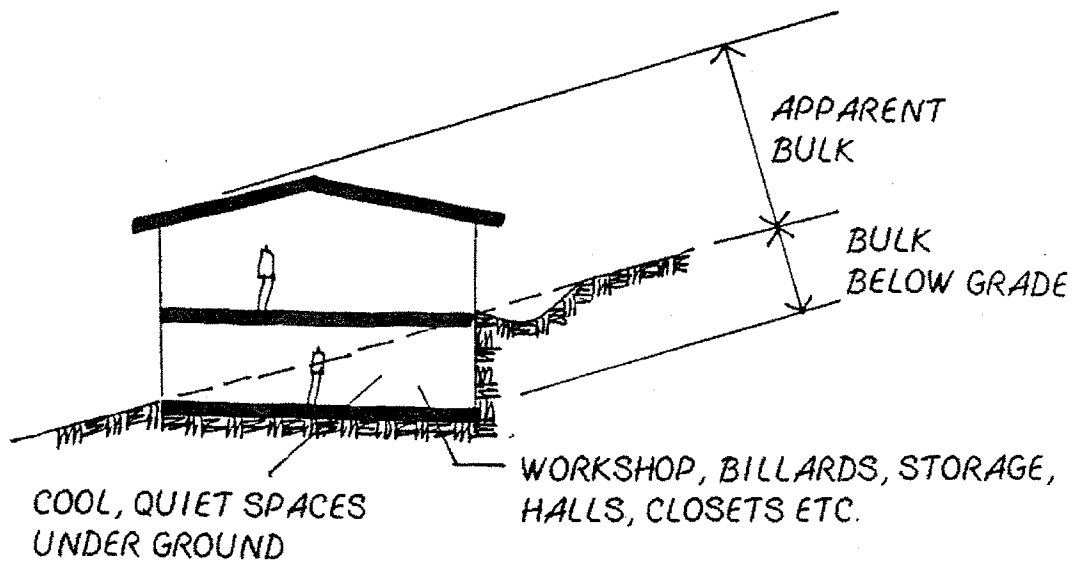 APPARENT
BULK
BULK
BELOW GRADE
WORKSHOP, BILLARDS, STORAGE,
HALLS, CLOSETS ETC.
COOL, QUIET SPACES
UNDER GROUND